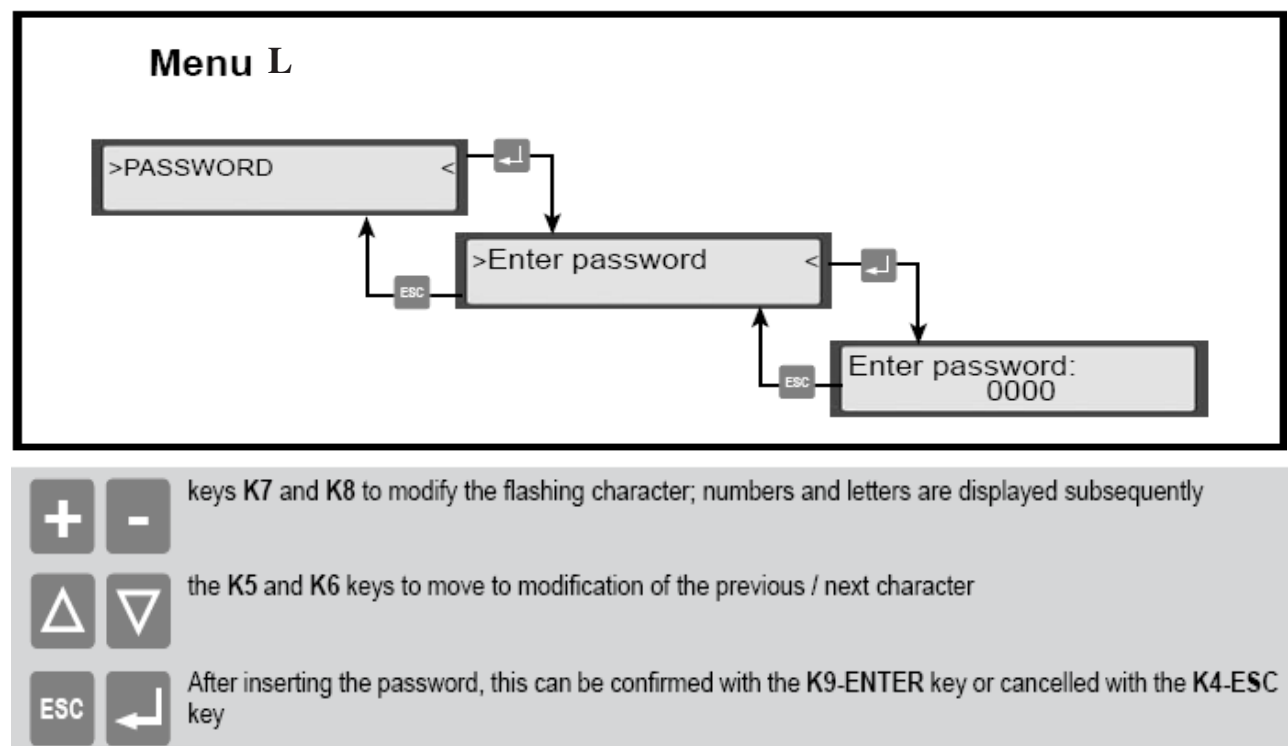 Menu L
>PASSWORD <
>Enter password <
ESC
Enter password:
0000
ESC
+ - keys K7 and K8 to modify the flashing character; numbers and letters are displayed subsequently
the K5 and K6 keys to move to modification of the previous / next character
ESC After inserting the password, this can be confirmed with the K9-ENTER key or cancelled with the K4-ESC
key